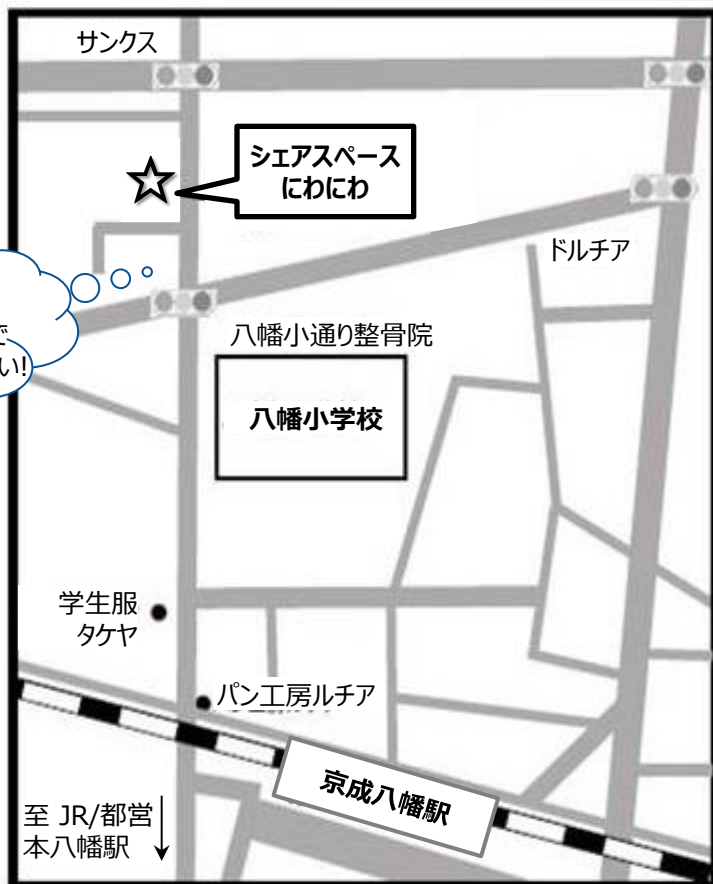 サンクス
シェアスペース
にわにわ
ドルチア
で
い!
八幡小通り整骨院
八幡小学校
学生服
タケヤ
パン工房ルチア
京成八幡駅
至 JR/都営
本八幡駅